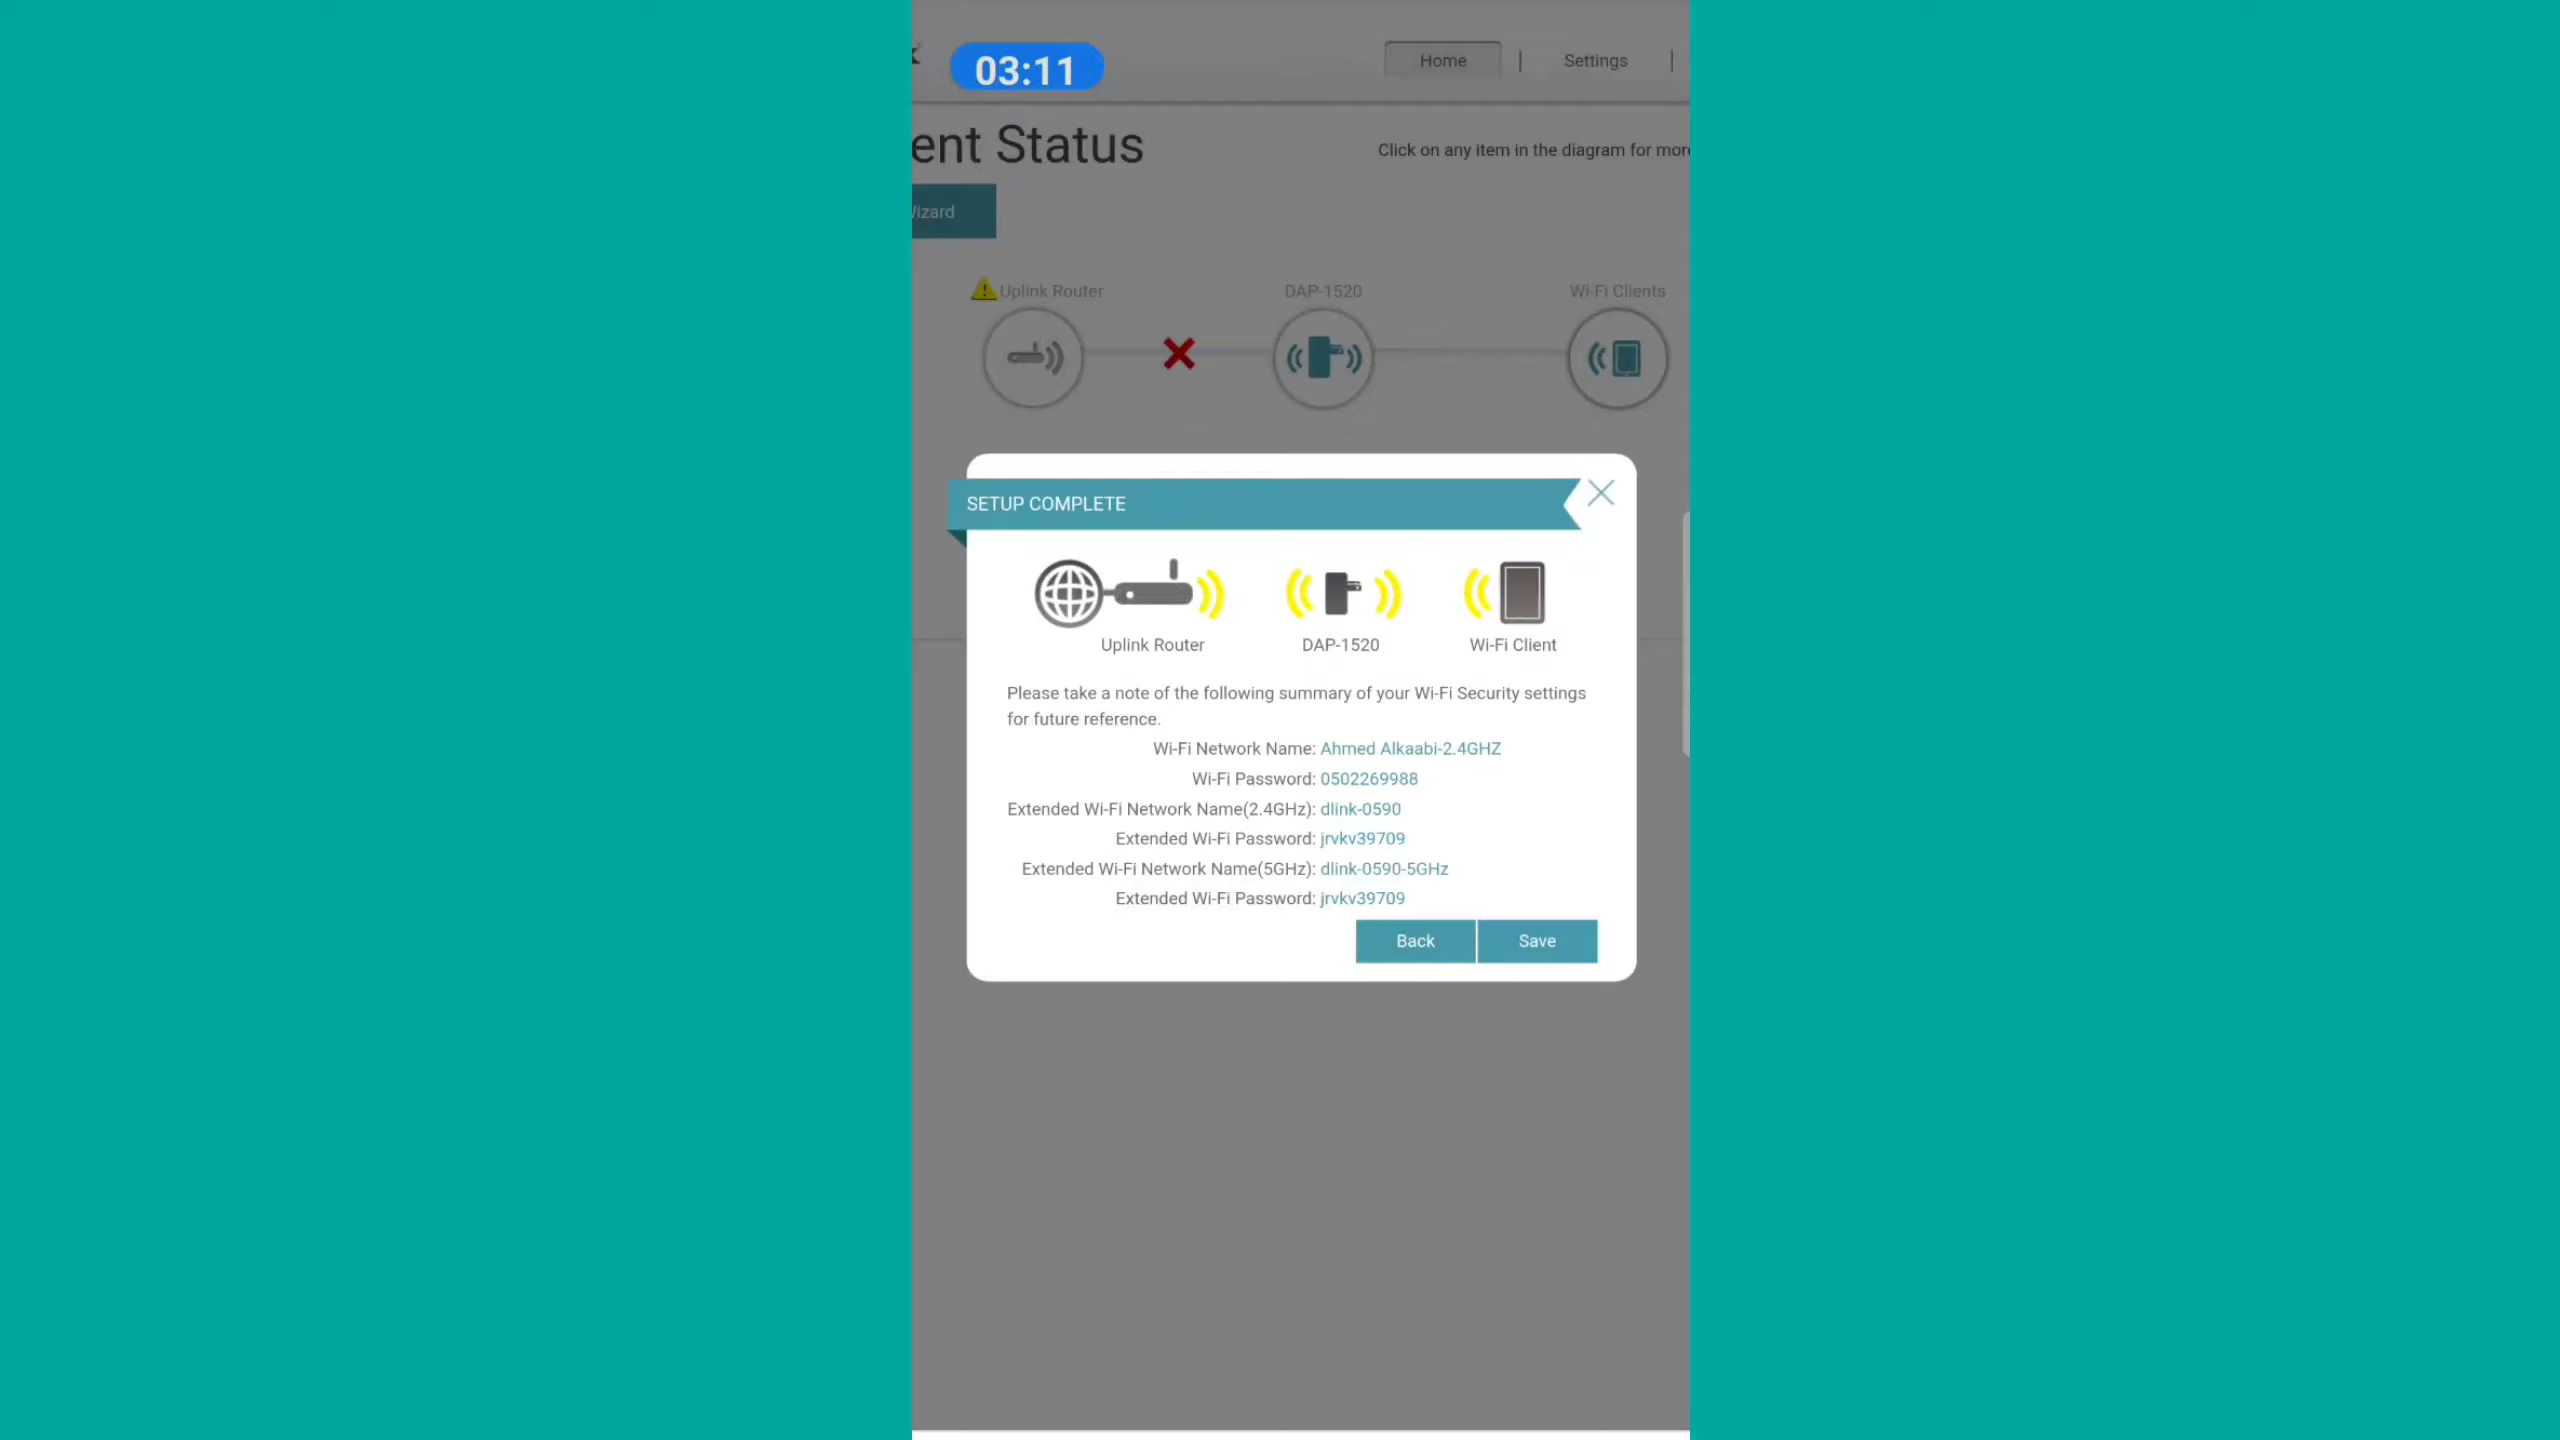 03:11
Home | Settings |
ent Status
Click on any item in the diagram for more
Wizard
Uplink Router
DAP-1520
Wi-Fi Clients
SETUP COMPLETE
Uplink Router
DAP-1520
Wi-Fi Client
Please take a note of the following summary of your Wi-Fi Security settings
for future reference.
Wi-Fi Network Name: Ahmed Alkaabi-2.4GHZ
Wi-Fi Password: 0502269988
Extended Wi-Fi Network Name(2.4GHz): dlink-0590
Extended Wi-Fi Password: jrvkv39709
Extended Wi-Fi Network Name(5GHz): dlink-0590-5GHz
Extended Wi-Fi Password: jrvkv39709
Back
Save